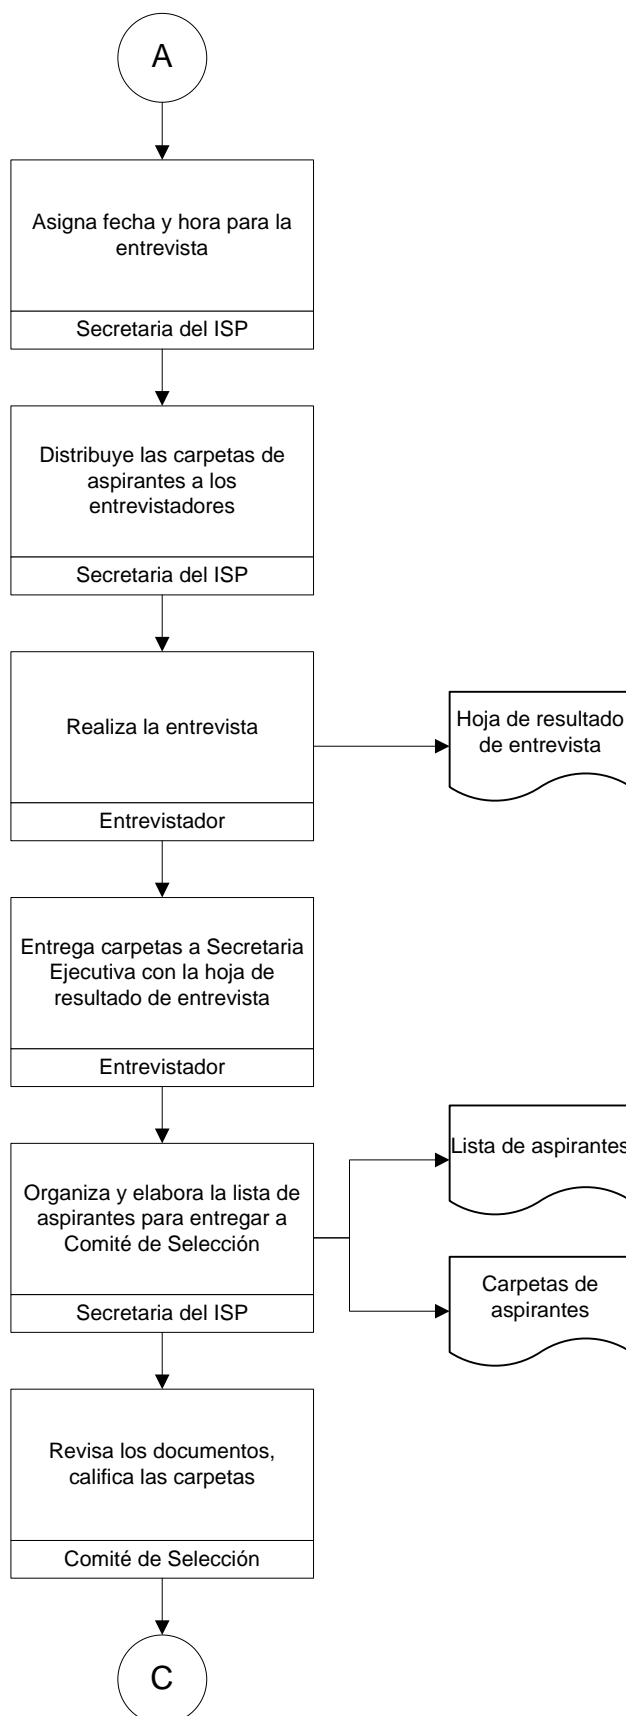 A
Asigna fecha y hora para la
entrevista
Secretaria del ISP
Distribuye las carpetas de
aspirantes a los
entrevistadores
Secretaria del ISP
Realiza la entrevista
Entrevistador
Hoja de resultado
de entrevista
Entrega carpetas a Secretaria
Ejecutiva con la hoja de
resultado de entrevista
Entrevistador
Organiza y elabora la lista de
aspirantes para entregar a
Comité de Selección
Secretaria del ISP
Lista de aspirantes
Carpetas de
aspirantes
Revisa los documentos,
califica las carpetas
Comité de Selección
C